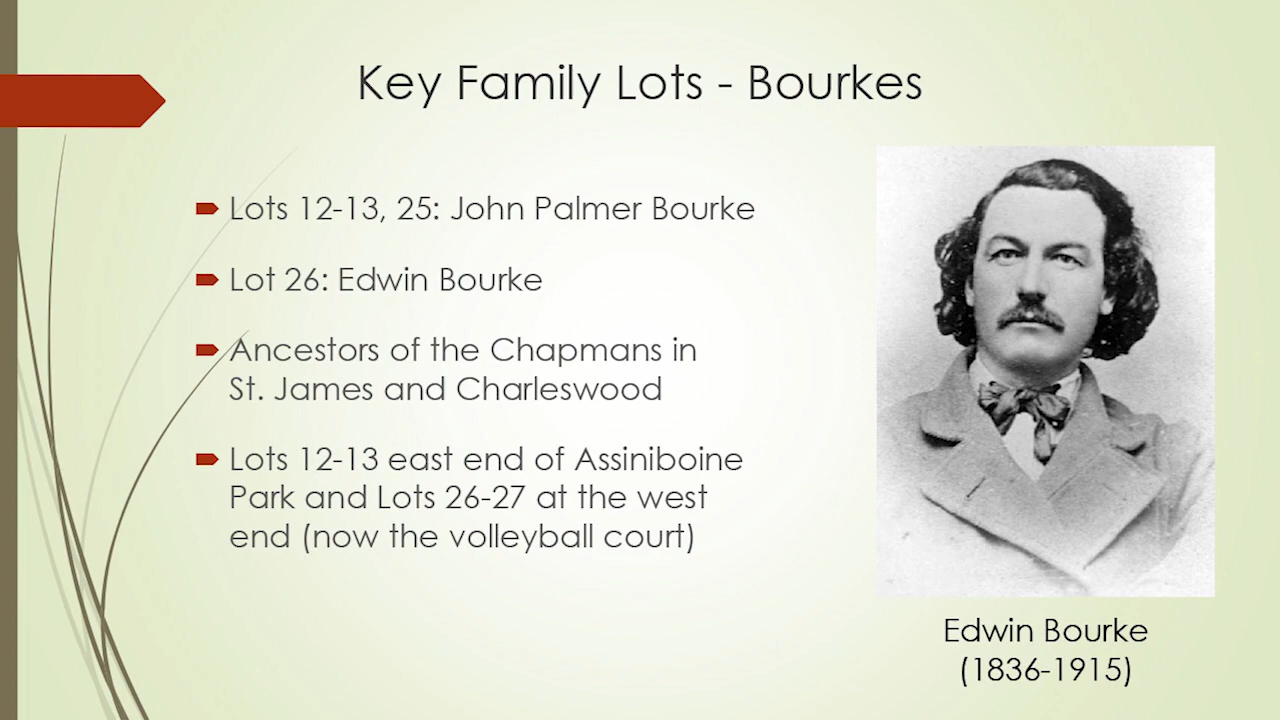 Key Family Lots - Bourkes
Lots 12-13, 25: John Palmer Bourke
Lot 26: Edwin Bourke
Ancestors of the Chapmans in
St. James and Charleswood
Lots 12-13 east end of Assiniboine
Park and Lots 26-27 at the west
end (now the volleyball court)
Edwin Bourke
(1836-1915)